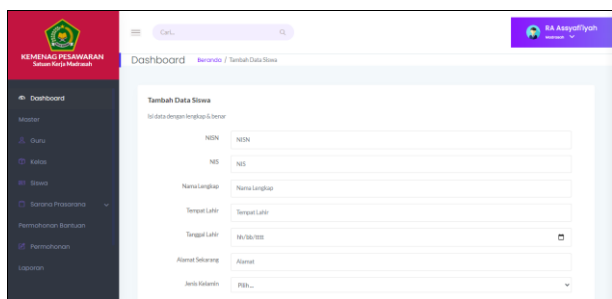 KEMENAG PESAWARAN
Satuan Kerja Madrasah
Dashboard
Master
Guru
Kelas
Siswa
Sarana Prasarana
Permohonan Bantuan
Permohonan
Laporan
Cari...
RA Assyafi'iyah
Madrasah
Dashboard Beranda / Tambah Data Siswa
Tambah Data Siswa
Isi data dengan lengkap & benar
NISN NISN
NIS NIS
Nama Lengkap Nama Lengkap
Tempat Lahir Tempat Lahir
Tanggal Lahir hh/bb/tttt
Alamat Sekarang Alamat
Jenis Kelamin Pilih...